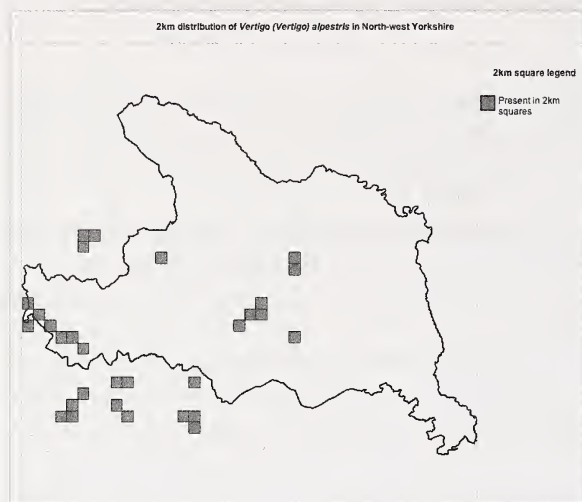 2km distribution of Vertigo (Vertigo) alpestris in North-west Yorkshire
2km square legend
Present in 2km
squares